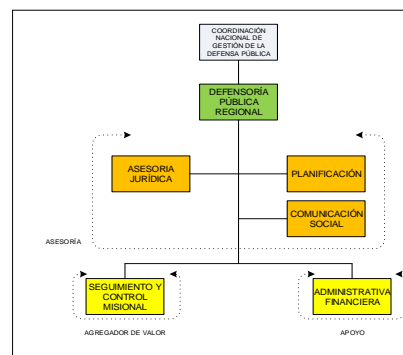 COORDINACIÓN
NACIONAL DE
GESTIÓN DE LA
DEFENSA PÚBLICA
DEFENSORÍA
PÚBLICA
REGIONAL
ASESORIA
JURÍDICA
PLANIFICACIÓN
COMUNICACIÓN
SOCIAL
ASESORÍA
SEGUIMIENTO Y
CONTROL
MISIONAL
ADMINISTRATIVA
FINANCIERA
AGREGADOR DE VALOR
APOYO